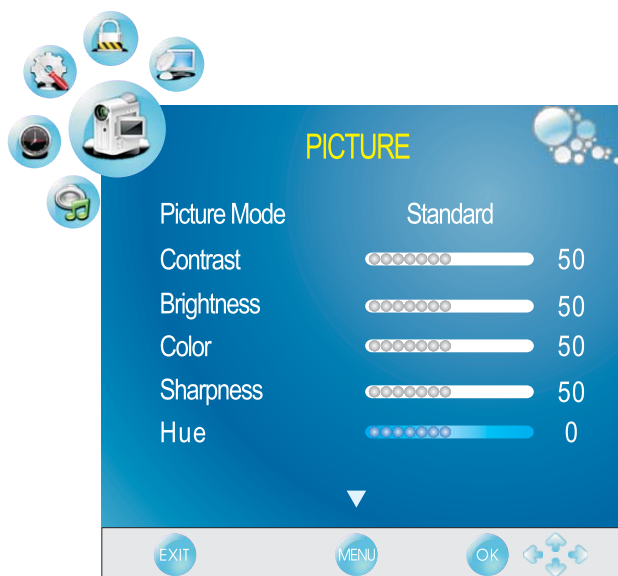 PICTURE
Picture Mode Standard
Contrast 50
Brightness 50
Color 50
Sharpness 50
Hue 0
EXIT MENU OK